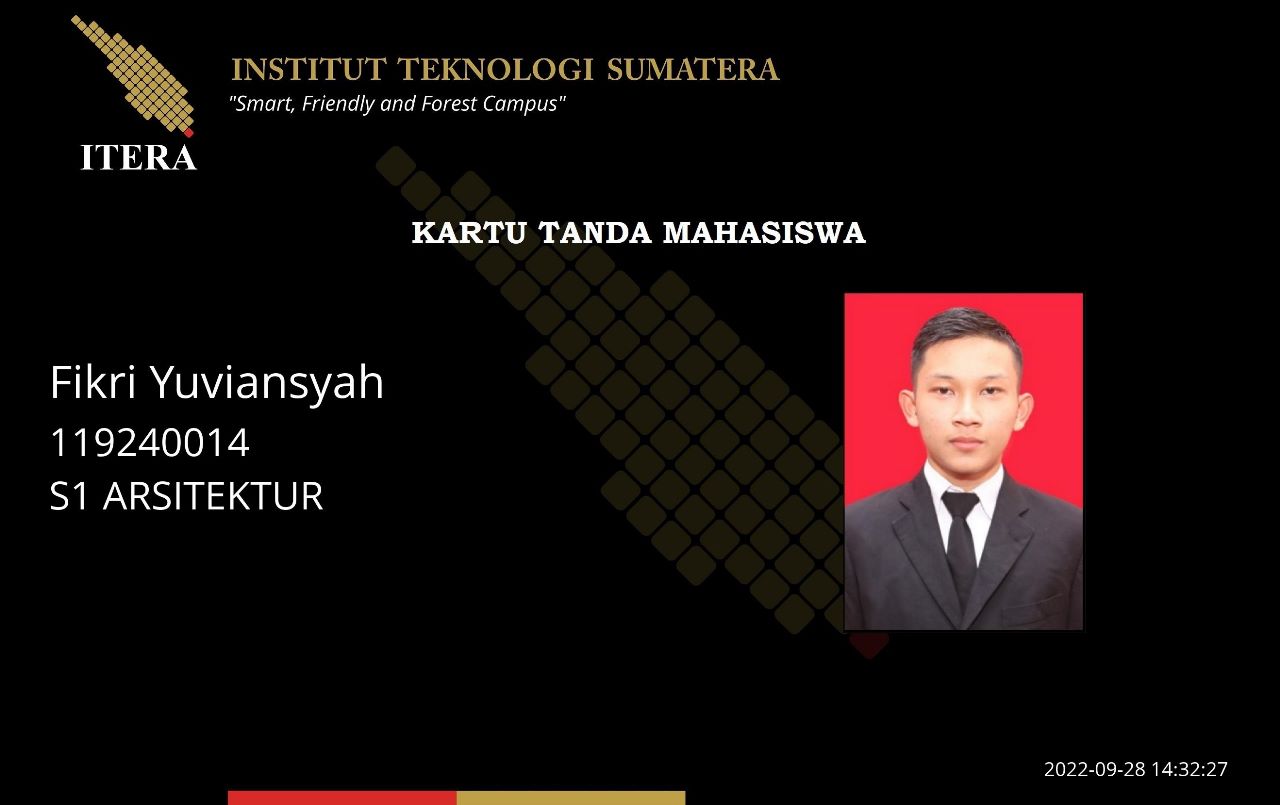 INSTITUT TEKNOLOGI SUMATERA
"Smart, Friendly and Forest Campus"
ITERA
KARTU TANDA MAHASISWA
Fikri Yuviansyah
119240014
S1 ARSITEKTUR
2022-09-28 14:32:27